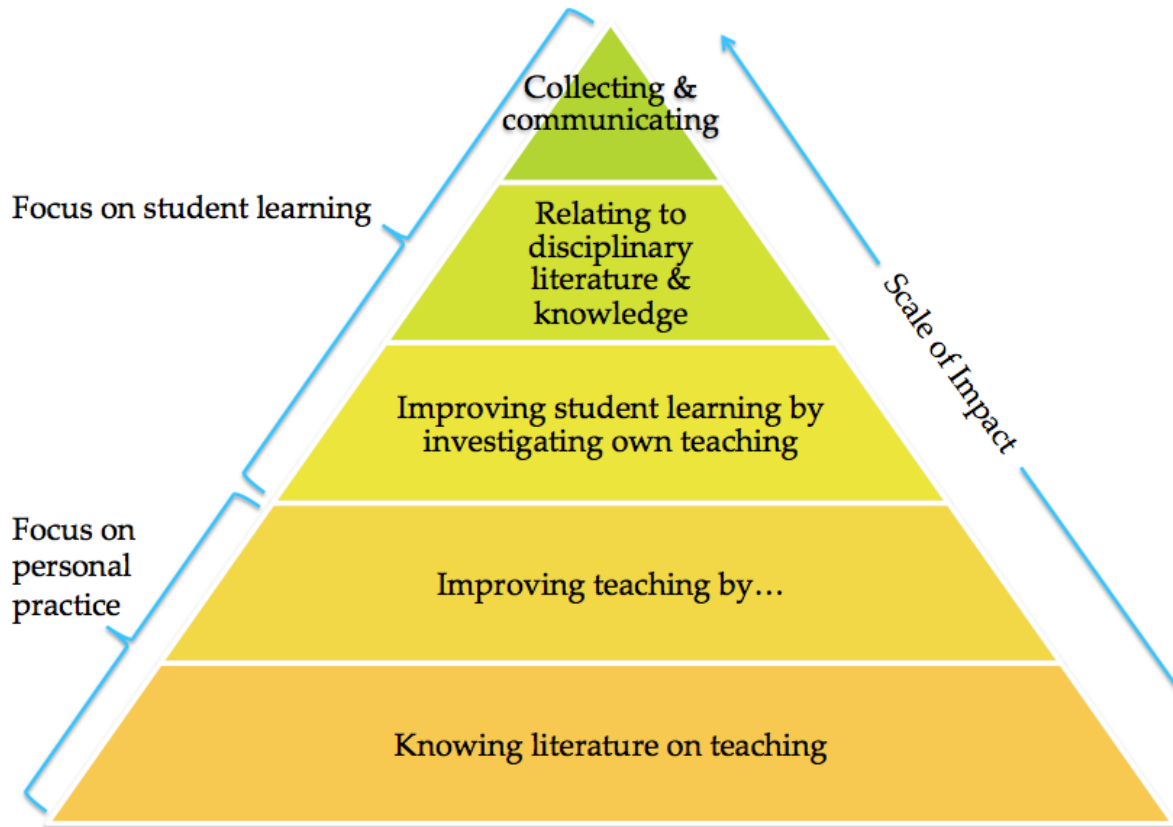 Collecting &
communicating
Focus on student learning
Relating to
disciplinary
literature &
knowledge
Scale of Impact
Improving student learning by
investigating own teaching
Focus on
personal
practice
Improving teaching by…
Knowing literature on teaching